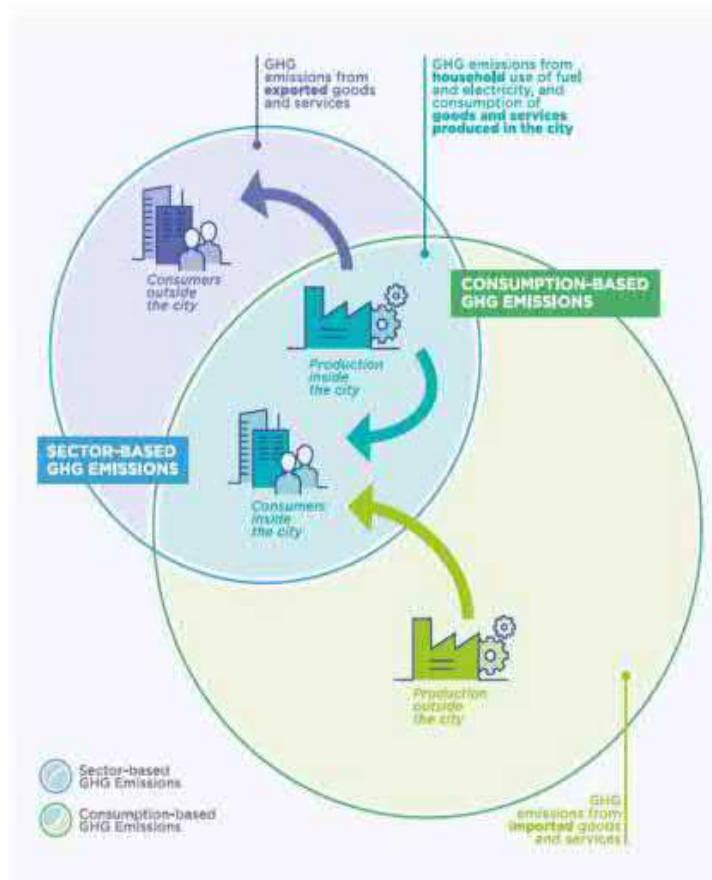 GHG
emissions from
exported goods
and services
GHG emissions from
household use of fuel
and electricity, and
consumption of
goods and services
produced in the city
Consumers
outside
the city
CONSUMPTION-BASED
GHG EMISSIONS
Production
inside
the city
SECTOR-BASED
GHG EMISSIONS
Consumers
inside
the city
Production
outside
the city
Sector-based
GHG Emissions
Consumption-based
GHG Emissions
GHG
emissions from
imported goods
and services